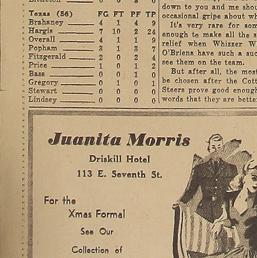 Texas (56) FG FT PF TP
Brahaney 4 1 4 9
Hargis 7 10 2 24
Overall 4 1 1
Popham 3 1 3 7
Fitzgerald 2 0 2 4
Price 1 0 1 2
Bass 0 0 1 0
Gregory 0 1 0 1
Stewart 0 0 0 0
Lindsey 0 0 0 0
down to you and me shou
occasional gripe about wh
It's very rare for som
enough to make all the s
relief when Whizzer W
O'Briens have such a suc
see them on the team.
But after all, the most
be chosen after the Cott
Steers prove good enough
words that they are bette
Juanita Morris
Driskill Hotel
113 E. Seventh St.
For the
Xmas Formal
See Our
Collection of